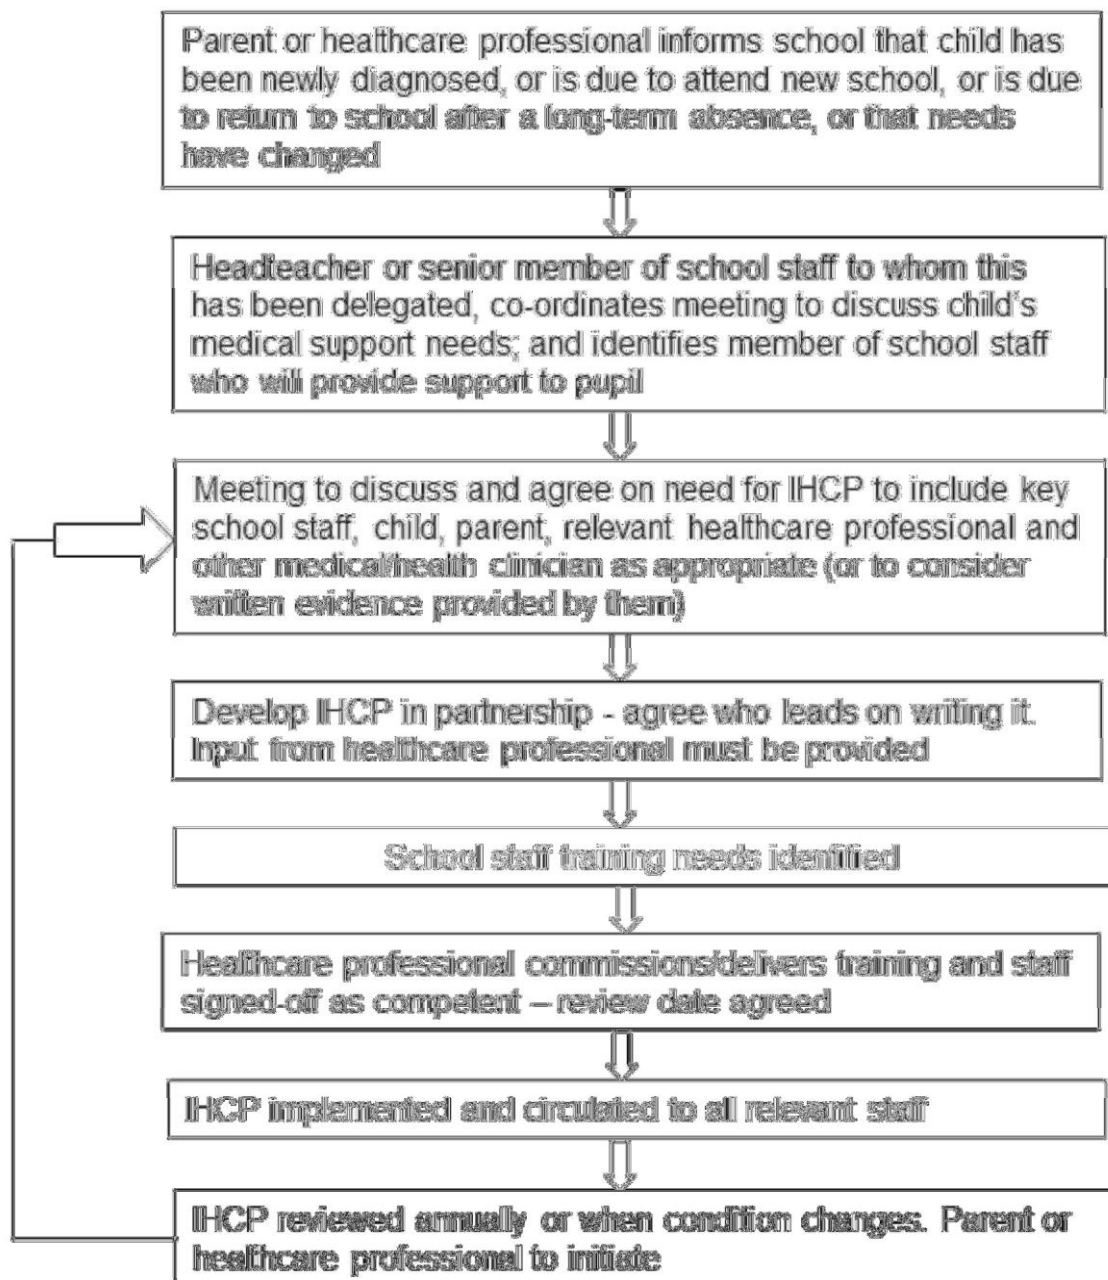 Parent or healthcare professional informs school that child has
been newly diagnosed, or is due to attend new school, or is due
to return to school after a long-term absence, or that needs
have changed
Headteacher or senior member of school staff to whom this
has been delegated, co-ordinates meeting to discuss child's
medical support needs; and identifies member of school staff
who will provide support to pupil
Meeting to discuss and agree on need for IHCP to include key
school staff, child, parent, relevant healthcare professional and
other medical/health clinician as appropriate (or to consider
written evidence provided by them)
Develop IHCP in partnership - agree who leads on writing it.
Input from healthcare professional must be provided
School staff training needs identified
Healthcare professional commissions/delivers training and staff
signed-off as competent – review date agreed
IHCP implemented and circulated to all relevant staff
IHCP reviewed annually or when condition changes. Parent or
healthcare professional to initiate